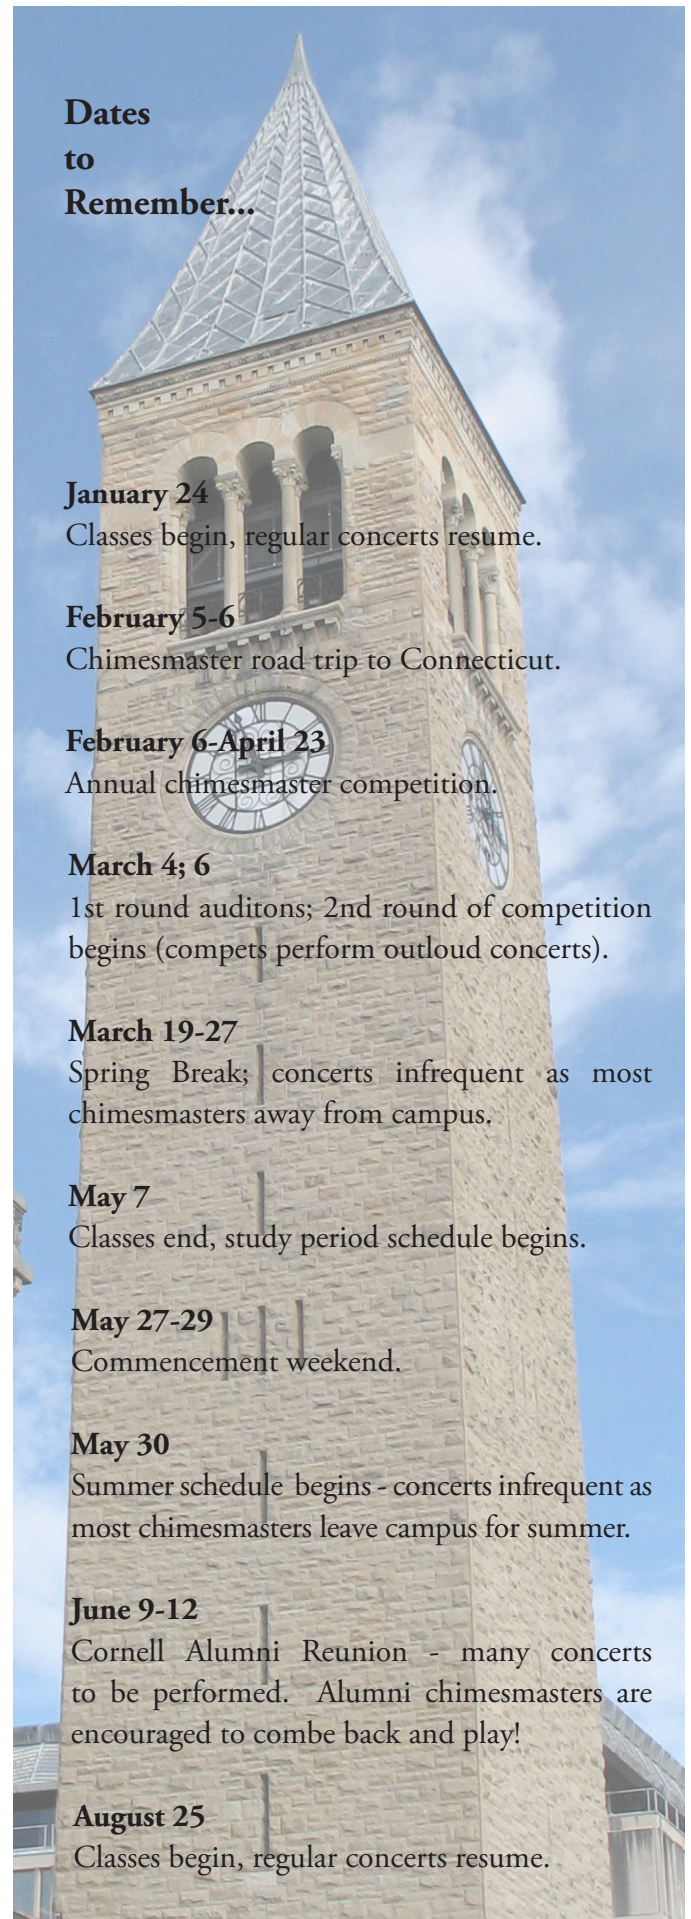 Dates
to
Remember...
January 24
Classes begin, regular concerts resume.
February 5-6
Chimesmaster road trip to Connecticut.
February 6-April 23
Annual chimesmaster competition.
March 4; 6
1st round auditons; 2nd round of competition
begins (compets perform outloud concerts).
March 19-27
Spring Break; concerts infrequent as most
chimesmasters away from campus.
May 7
Classes end, study period schedule begins.
May 27-29
Commencement weekend.
May 30
Summer schedule begins - concerts infrequent as
most chimesmasters leave campus for summer.
June 9-12
Cornell Alumni Reunion - many concerts
to be performed. Alumni chimesmasters are
encouraged to combe back and play!
August 25
Classes begin, regular concerts resume.